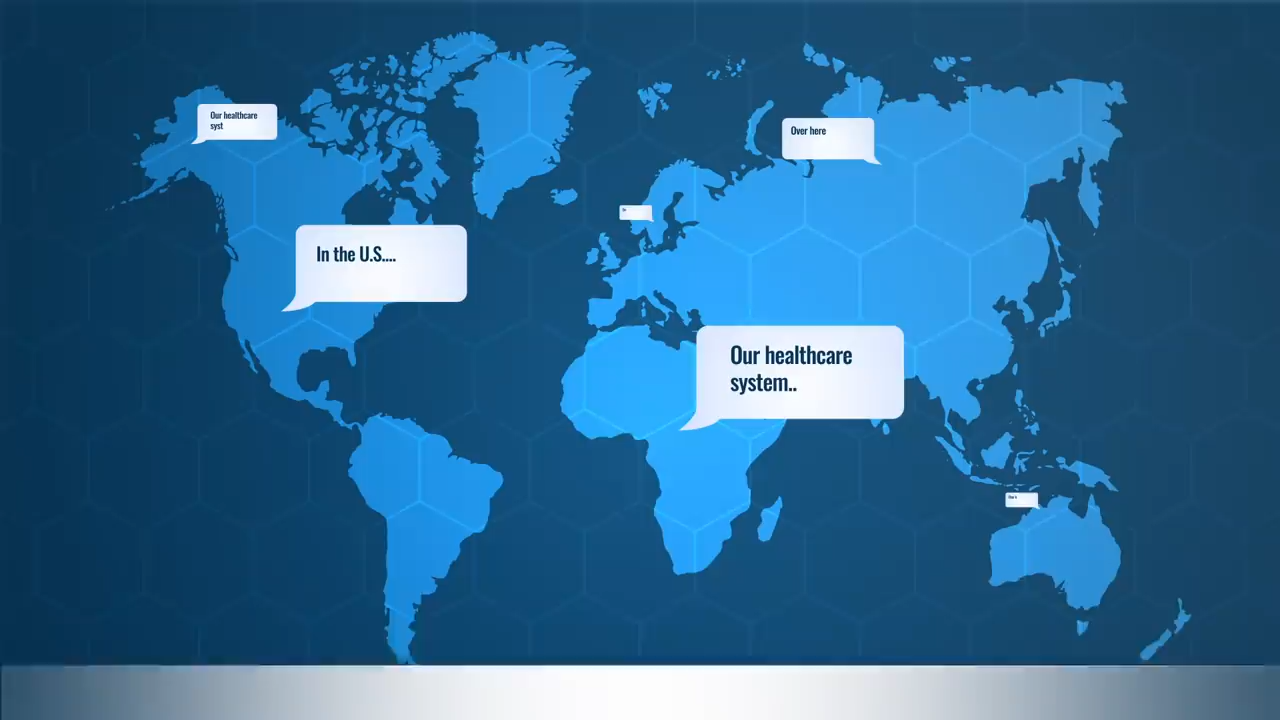 Our healthcare
syst
Over here
In the U.S....
Our healthcare
system..